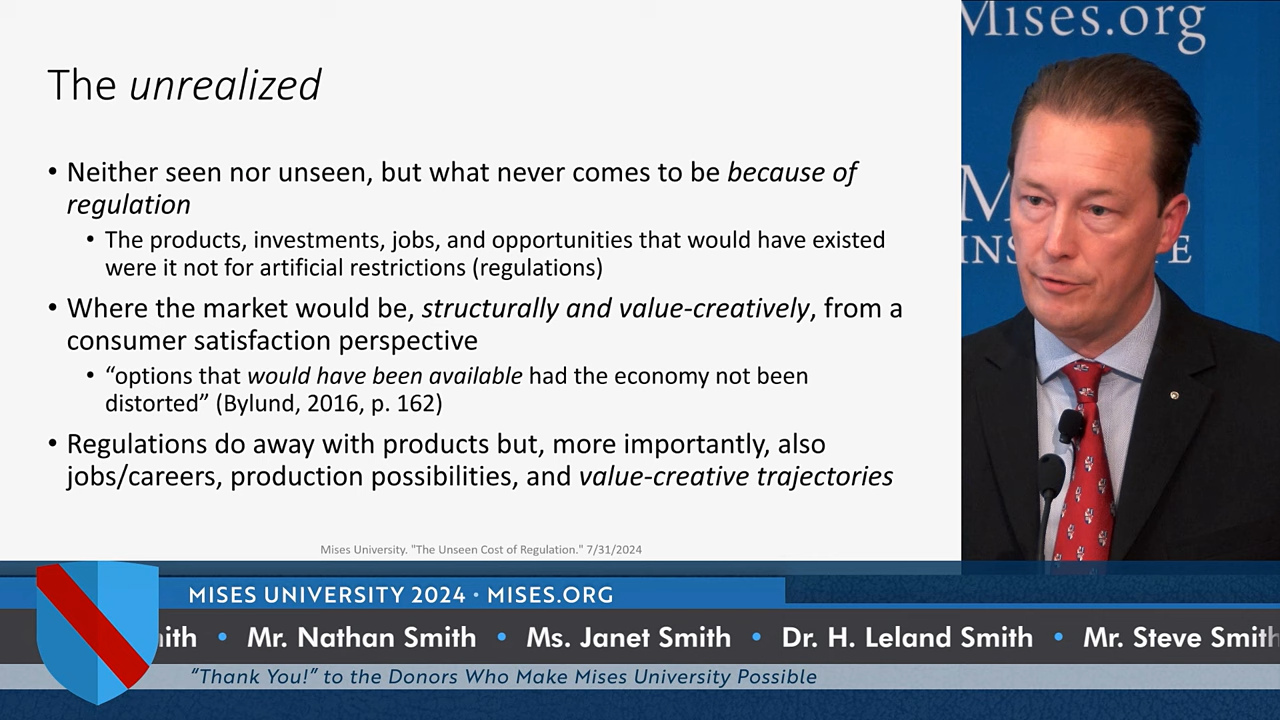 The unrealized
• Neither seen nor unseen, but what never comes to be because of
regulation
• The products, investments, jobs, and opportunities that would have existed
were it not for artificial restrictions (regulations)
• Where the market would be, structurally and value-creatively, from a
consumer satisfaction perspective
• “options that would have been available had the economy not been
distorted” (Bylund, 2016, p. 162)
• Regulations do away with products but, more importantly, also
jobs/careers, production possibilities, and value-creative trajectories
Mises University. "The Unseen Cost of Regulation." 7/31/2024
Mises.org
M
INS E
MISES UNIVERSITY 2024 • MISES.ORG
ith • Mr. Nathan Smith • Ms. Janet Smith • Dr. H. Leland Smith • Mr. Steve Smith
“Thank You!” to the Donors Who Make Mises University Possible